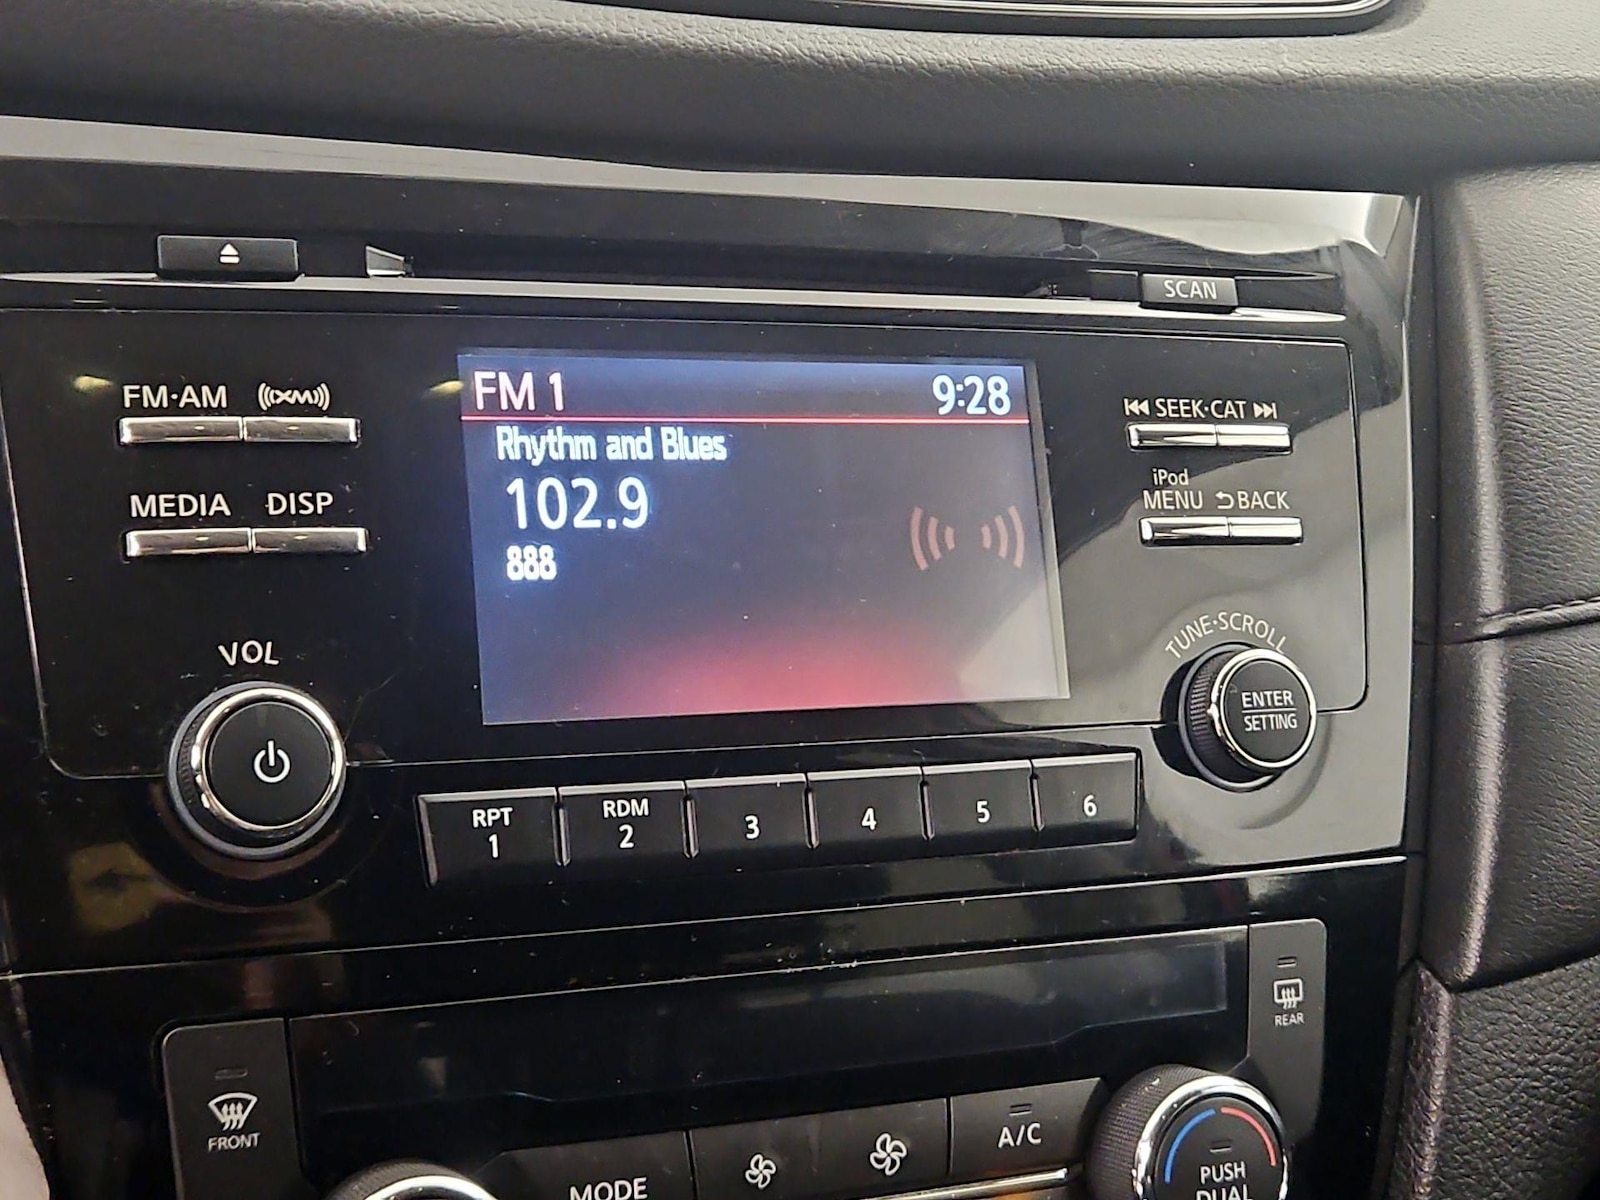 SCAN
FM·AM XM
FM 1 9:28
SEEK·CAT
Rhythm and Blues
102.9
888
iPod
MENU BACK
MEDIA DISP
VOL
TUNE·SCROLL
ENTER
SETTING
RPT
1
RDM
2
3
4
5
6
REAR
FRONT
MODE
A/C
PUSH
DUAL